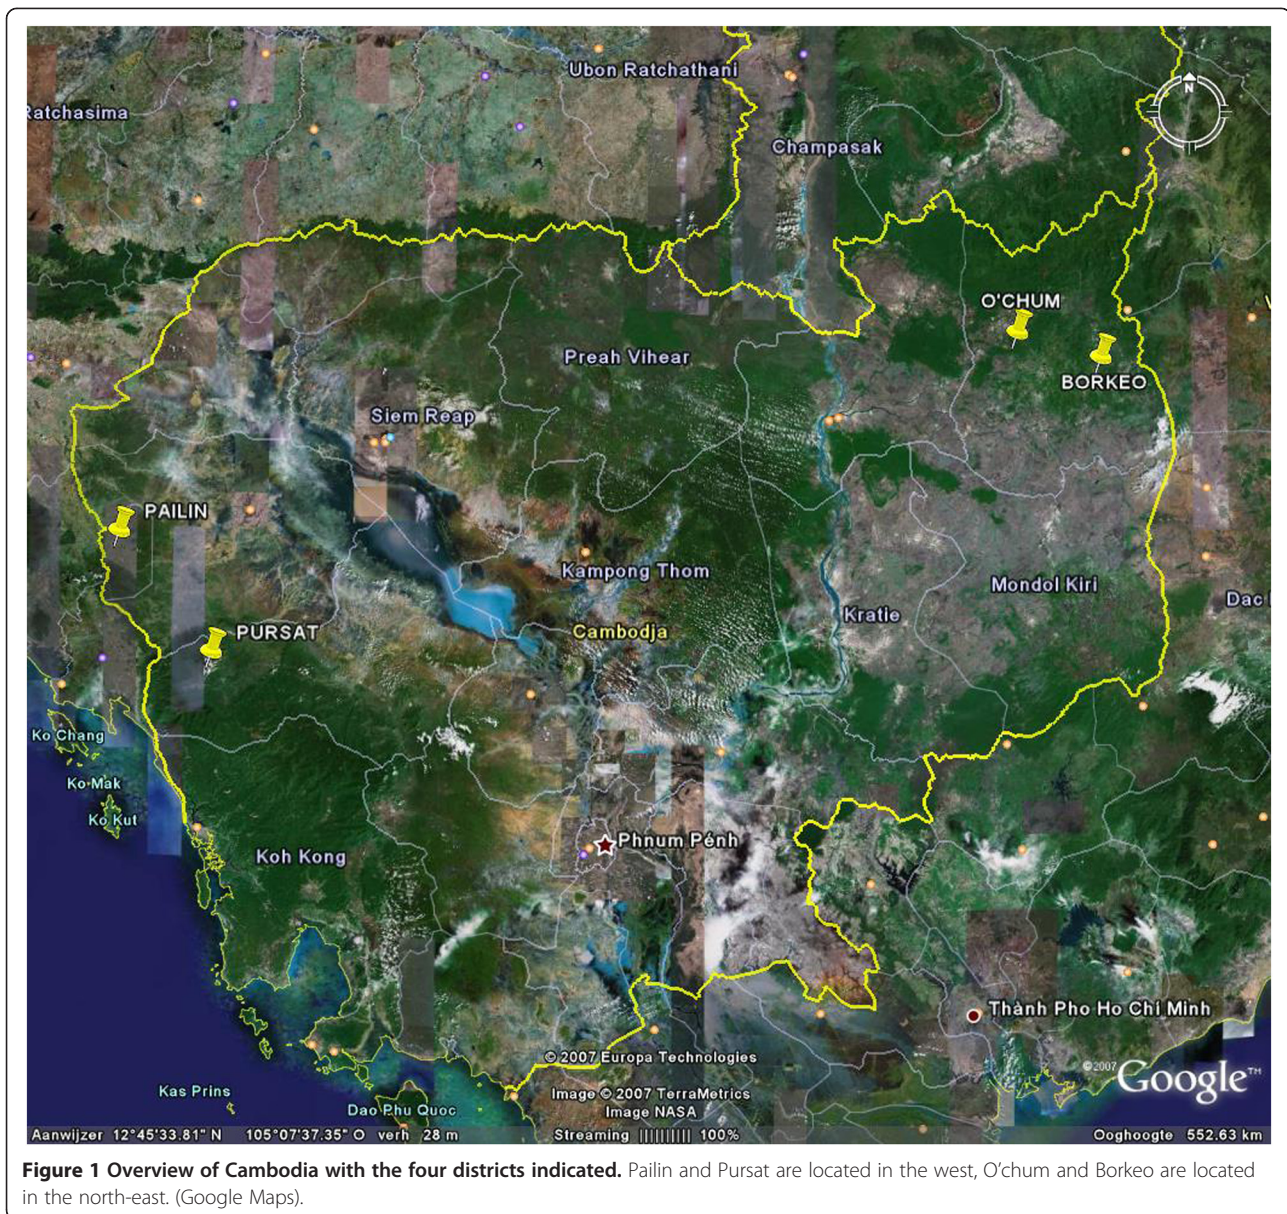 Ubon Ratchathani
Ratchasima
N
Champasak
O'CHUM
Preah Vihear
BORKEO
Siem Reap
PAILIN
Kampong Thom
Mondol Kiri
Kratie
PURSAT
Cambodja
Ko Chang
Ko Mak
Ko Kut
Phnum Pénh
Koh Kong
Thành Pho Ho Chi Minh
© 2007 Europa Technologies
Kas Prins
Image © 2007 TerraMetrics
Image NASA
Dao Phu Quoc
©2007 Google™
Aanwijzer 12°45'33.81" N 105°07'37.35" O verh 28 m Streaming |||||||||| 100% Ooghoogte 552.63 km
Figure 1 Overview of Cambodia with the four districts indicated. Pailin and Pursat are located in the west, O’chum and Borkeo are located
in the north-east. (Google Maps).